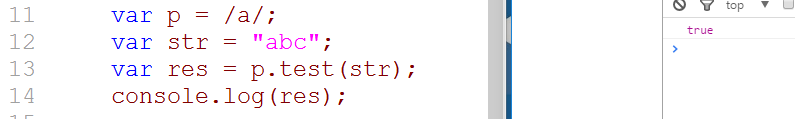 11 var p = /a/;
12 var str = "abc";
13 var res = p.test(str);
14 console.log(res);
top
true